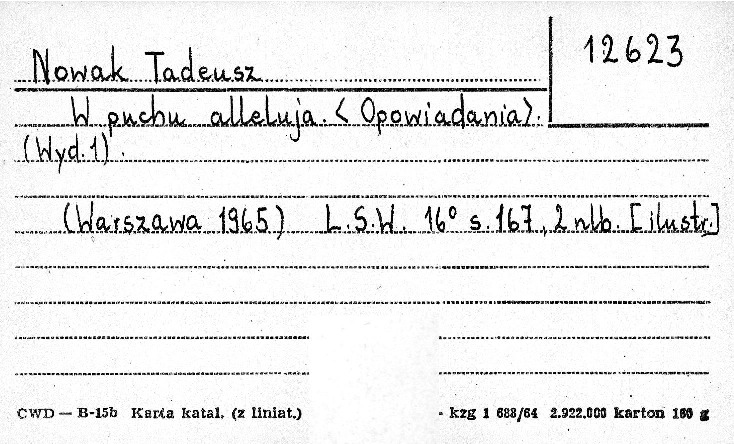 12623
Nowak Tadeusz
W puchu alleluja. < Opowiadania>.
(Wyd. 1).
(Warszawa 1965) L.S.W. 16° s. 167, 2 nlb. [ilustr.]
CWD — B-15b Karta katal. (z liniat.) - kzg 1 688/64 2.922.000 karton 160 g